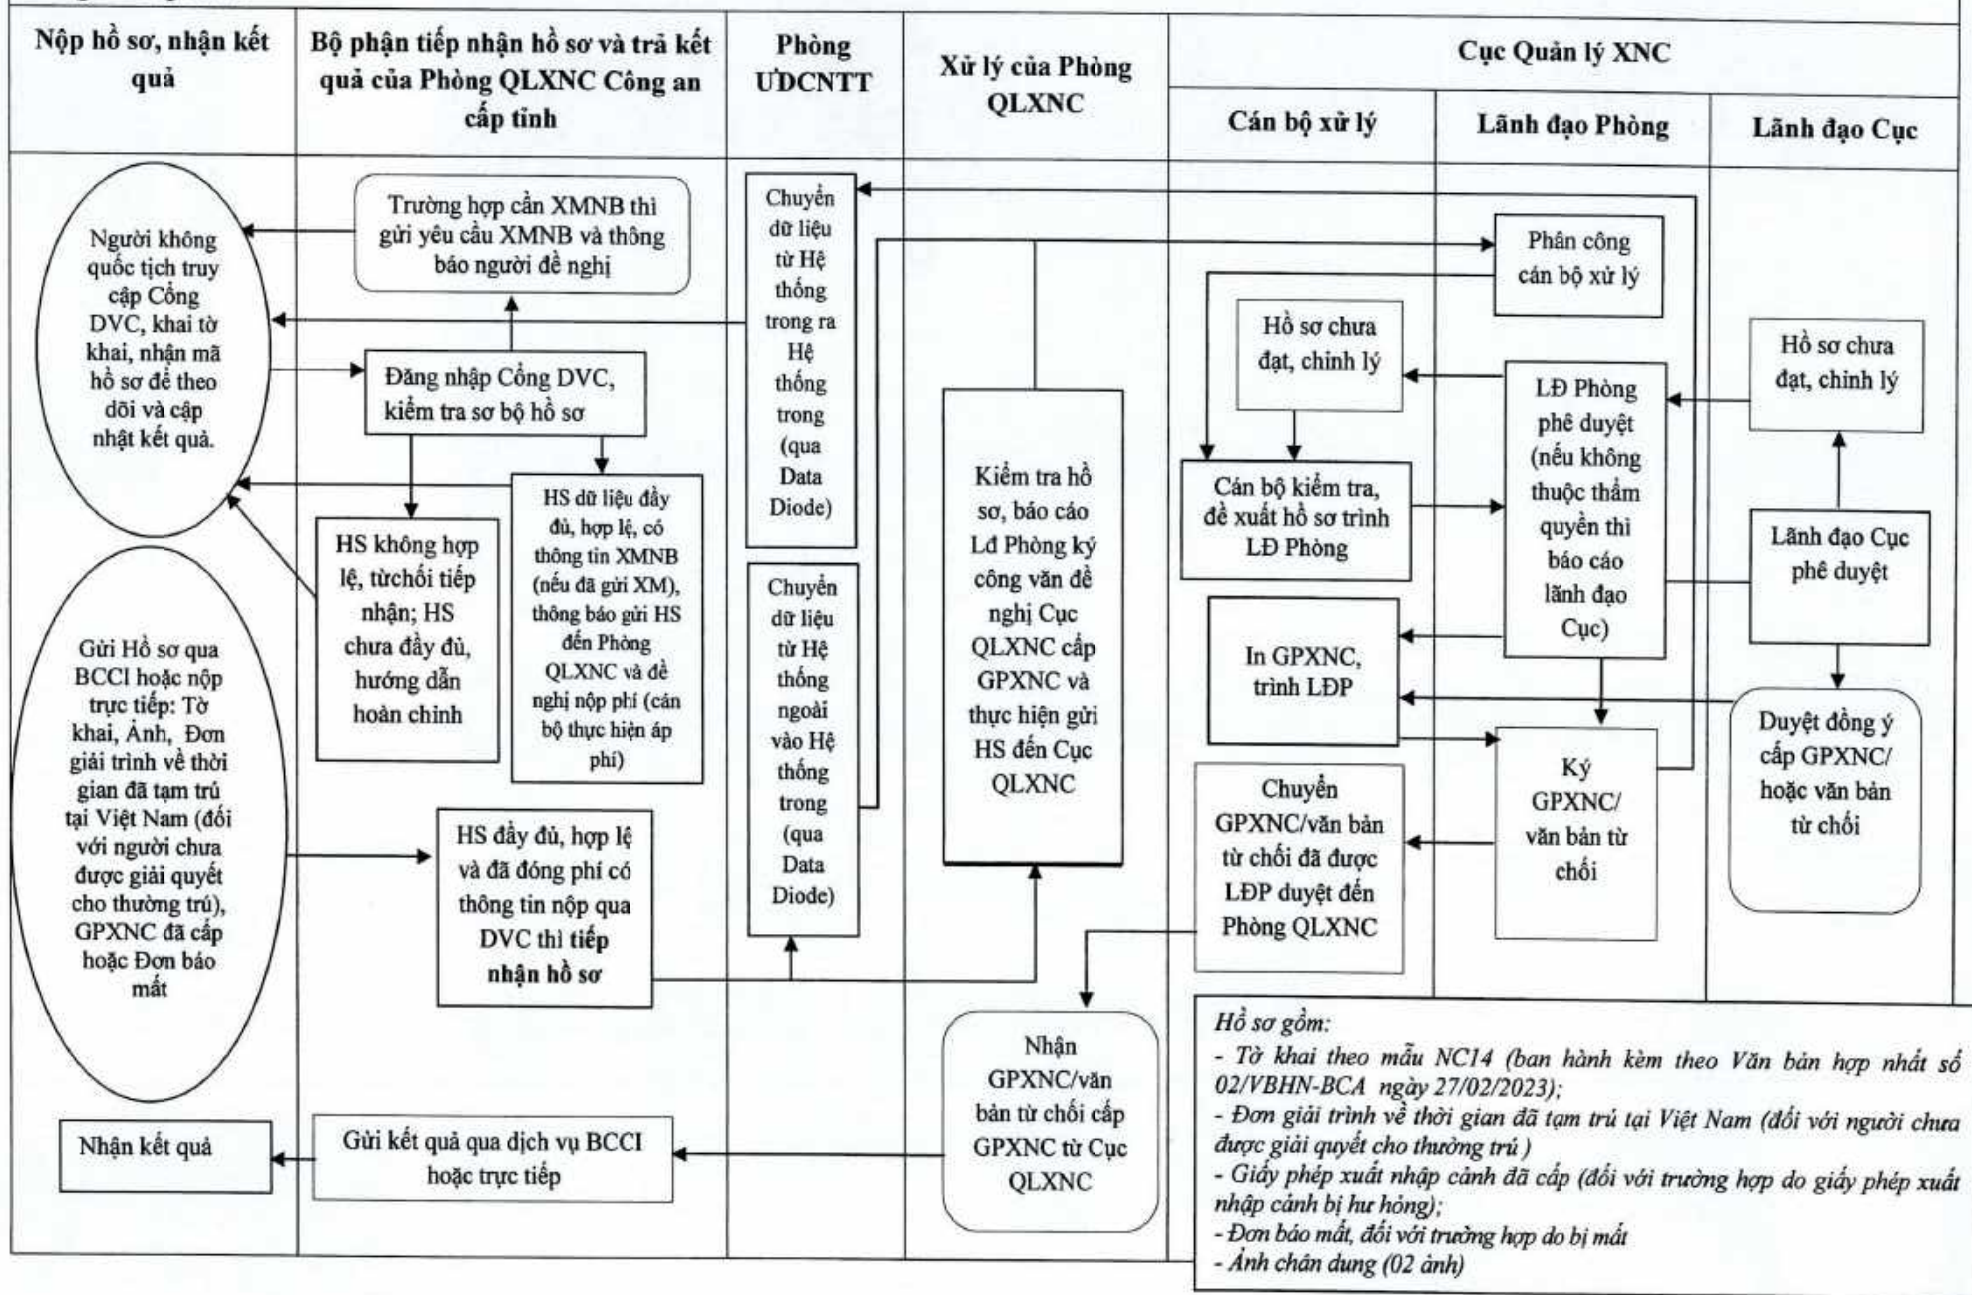 Nộp hồ sơ, nhận kết
quả
Bộ phận tiếp nhận hồ sơ và trả kết
quả của Phòng QLXNC Công an
cấp tỉnh
Phòng
UDCNTT
Xử lý của Phòng
QLXNC
Cục Quản lý XNC
Cán bộ xử lý
Lãnh đạo Phòng
Lãnh đạo Cục
Người không
quốc tịch truy
cập Cổng
DVC, khai tờ
khai, nhận mã
hồ sơ để theo
dõi và cập
nhật kết quả.
Gửi Hồ sơ qua
BCCI hoặc nộp
trực tiếp: Tờ
khai, Ảnh, Đơn
giải trình về thời
gian đã tạm trú
tại Việt Nam (đối
với người chưa
được giải quyết
cho thường trú),
GPXNC đã cấp
hoặc Đơn báo
mất
Nhận kết quả
Trường hợp cần XMNB thì
gửi yêu cầu XMNB và thông
báo người đề nghị
Đăng nhập Cổng DVC,
kiểm tra sơ bộ hồ sơ
HS không hợp
lệ, từchối tiếp
nhận; HS
chưa đầy đủ,
hướng dẫn
hoàn chỉnh
HS dữ liệu đầy
đủ, hợp lệ, có
thông tin XMNB
(nếu đã gửi XM),
thông báo gửi HS
đến Phòng
QLXNC và đề
nghị nộp phí (cán
bộ thực hiện áp
phí)
HS đầy đủ, hợp lệ
và đã đóng phí có
thông tin nộp qua
DVC thì tiếp
nhận hồ sơ
Gửi kết quả qua dịch vụ BCCI
hoặc trực tiếp
Chuyển
dữ liệu
từ Hệ
thống
trong ra
Hệ
thống
trong
(qua
Data
Diode)
Chuyển
dữ liệu
từ Hệ
thống
ngoài
vào Hệ
thống
trong
(qua
Data
Diode)
Kiểm tra hồ
sơ, báo cáo
Lđ Phòng ký
công văn đề
nghị Cục
QLXNC cấp
GPXNC và
thực hiện gửi
HS đến Cục
QLXNC
Nhận
GPXNC/văn
bản từ chối cấp
GPXNC từ Cục
QLXNC
Hồ sơ chưa
đạt, chỉnh lý
Cán bộ kiểm tra,
đề xuất hồ sơ trình
LĐ Phòng
In GPXNC,
trình LĐP
Chuyển
GPXNC/văn bản
từ chối đã được
LĐP duyệt đến
Phòng QLXNC
Phân công
cán bộ xử lý
LĐ Phòng
phê duyệt
(nếu không
thuộc thẩm
quyền thì
báo cáo
lãnh đạo
Cục)
Ký
GPXNC/
văn bản từ
chối
Hồ sơ chưa
đạt, chỉnh lý
Lãnh đạo Cục
phê duyệt
Duyệt đồng ý
cấp GPXNC/
hoặc văn bản
từ chối
Hồ sơ gồm:
- Tờ khai theo mẫu NC14 (ban hành kèm theo Văn bản hợp nhất số
02/VBHN-BCA ngày 27/02/2023);
- Đơn giải trình về thời gian đã tạm trú tại Việt Nam (đối với người chưa
được giải quyết cho thường trú )
- Giấy phép xuất nhập cảnh đã cấp (đối với trường hợp do giấy phép xuất
nhập cảnh bị hư hỏng);
- Đơn báo mất, đối với trường hợp do bị mất
- Ảnh chân dung (02 ảnh)